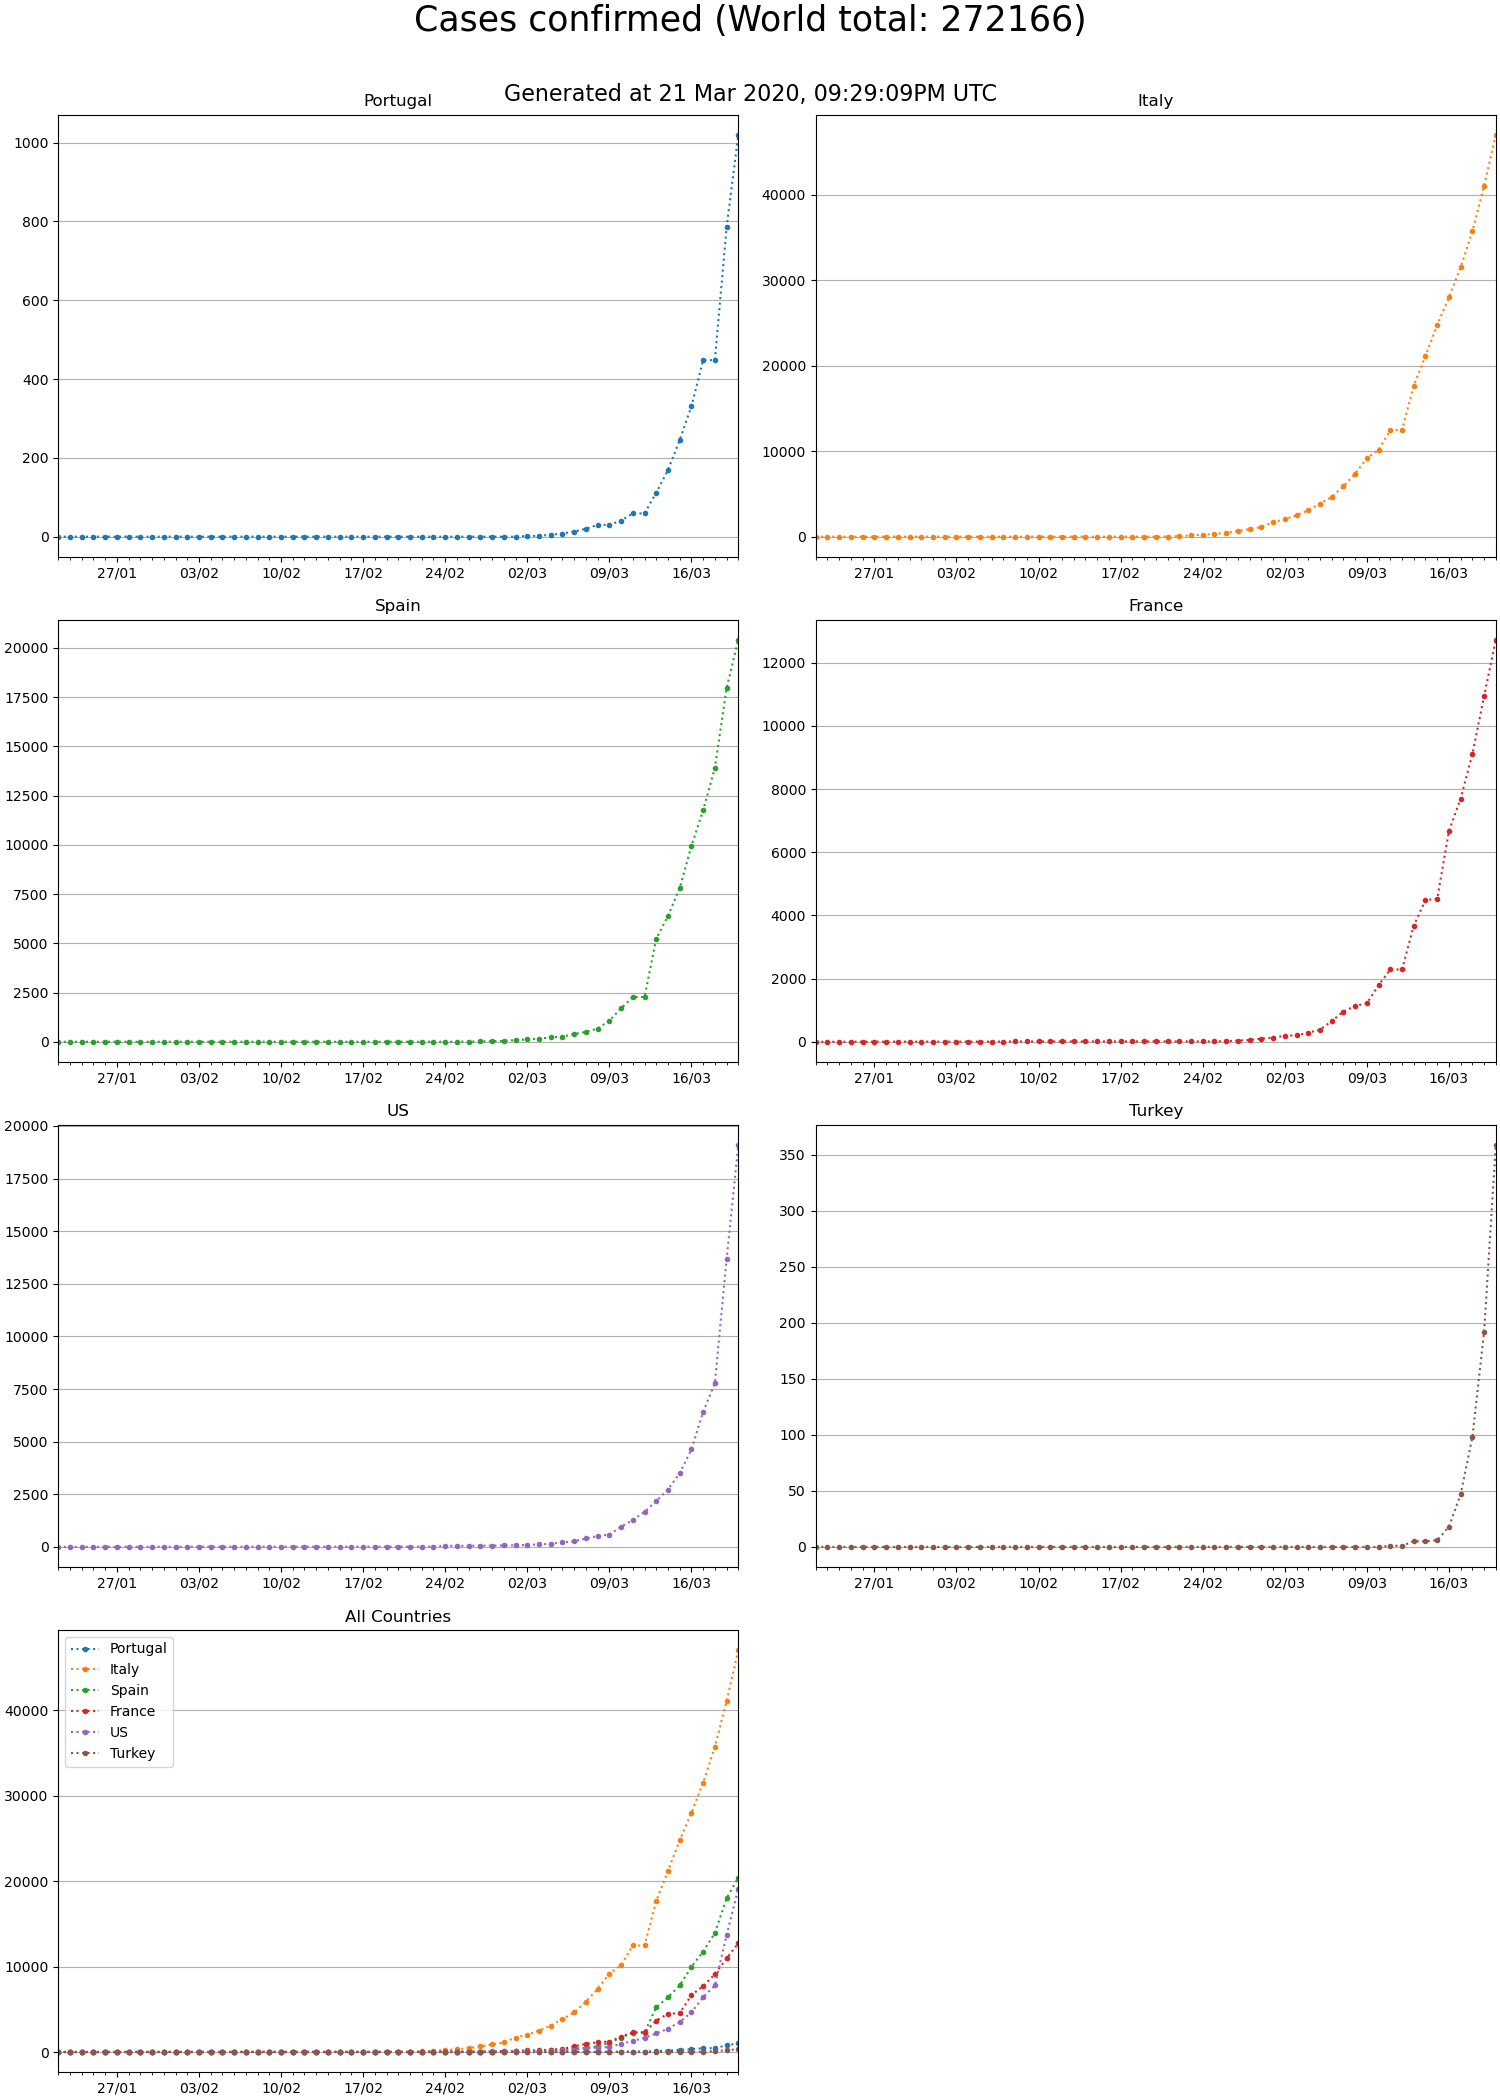 Cases confirmed (World total: 272166)
Generated at 21 Mar 2020, 09:29:09PM UTC
Portugal
1000
800
600
400
200
0
27/01 03/02 10/02 17/02 24/02 02/03 09/03 16/03
Italy
40000
30000
20000
10000
0
27/01 03/02 10/02 17/02 24/02 02/03 09/03 16/03
Spain
20000
17500
15000
12500
10000
7500
5000
2500
0
27/01 03/02 10/02 17/02 24/02 02/03 09/03 16/03
France
12000
10000
8000
6000
4000
2000
0
27/01 03/02 10/02 17/02 24/02 02/03 09/03 16/03
US
20000
17500
15000
12500
10000
7500
5000
2500
0
27/01 03/02 10/02 17/02 24/02 02/03 09/03 16/03
Turkey
350
300
250
200
150
100
50
0
27/01 03/02 10/02 17/02 24/02 02/03 09/03 16/03
All Countries
Portugal
Italy
Spain
France
US
Turkey
40000
30000
20000
10000
0
27/01 03/02 10/02 17/02 24/02 02/03 09/03 16/03